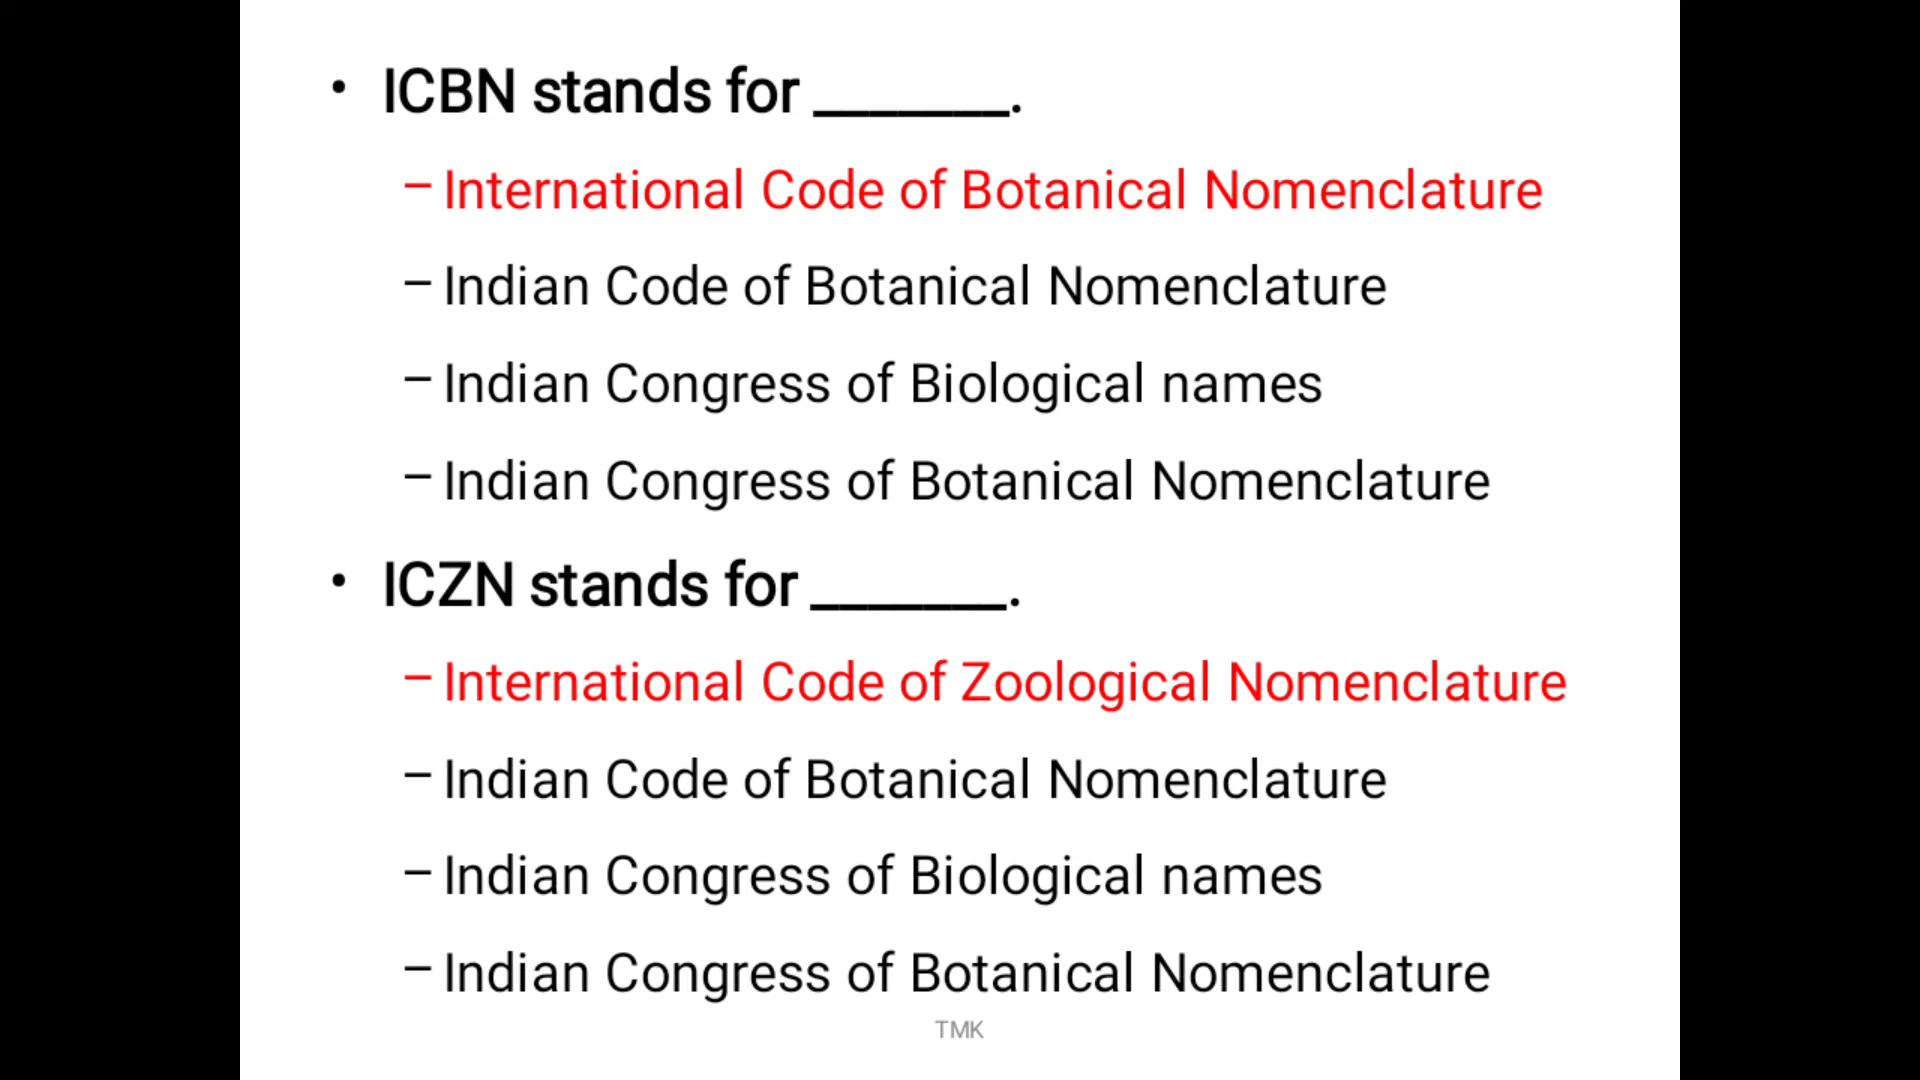 • ICBN stands for _______.
– International Code of Botanical Nomenclature
– Indian Code of Botanical Nomenclature
– Indian Congress of Biological names
– Indian Congress of Botanical Nomenclature
• ICZN stands for _______.
– International Code of Zoological Nomenclature
– Indian Code of Botanical Nomenclature
– Indian Congress of Biological names
– Indian Congress of Botanical Nomenclature
TMK